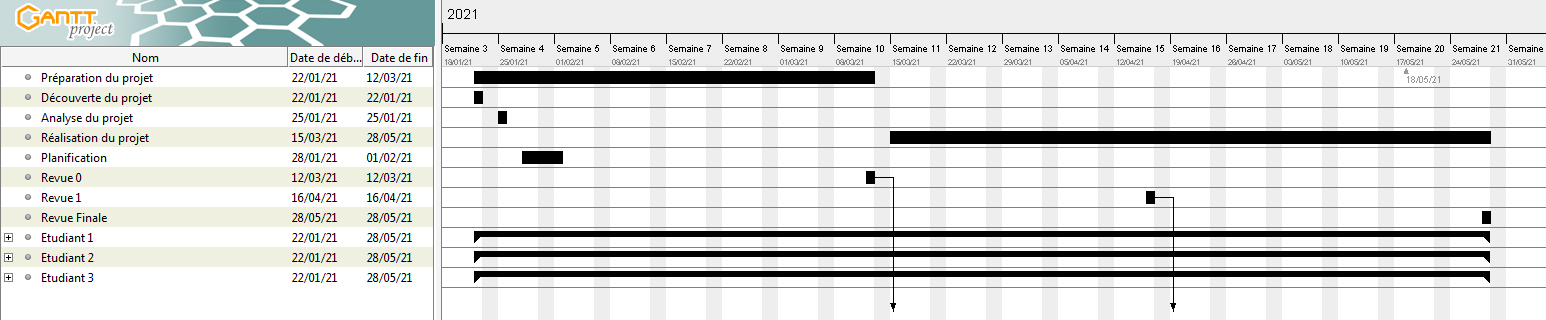 GANTT
project
2021
Nom Date de déb... Date de fin
Semaine 3 Semaine 4 Semaine 5 Semaine 6 Semaine 7 Semaine 8 Semaine 9 Semaine 10 Semaine 11 Semaine 12 Semaine 13 Semaine 14 Semaine 15 Semaine 16 Semaine 17 Semaine 18 Semaine 19 Semaine 20 Semaine 21 Semaine
18/01/21 25/01/21 01/02/21 08/02/21 15/02/21 22/02/21 01/03/21 08/03/21 15/03/21 22/03/21 29/03/21 05/04/21 12/04/21 19/04/21 26/04/21 03/05/21 10/05/21 17/05/21 24/05/21 31/05/21
18/05/21
Préparation du projet 22/01/21 12/03/21
Découverte du projet 22/01/21 22/01/21
Analyse du projet 25/01/21 25/01/21
Réalisation du projet 15/03/21 28/05/21
Planification 28/01/21 01/02/21
Revue 0 12/03/21 12/03/21
Revue 1 16/04/21 16/04/21
Revue Finale 28/05/21 28/05/21
Etudiant 1 22/01/21 28/05/21
Etudiant 2 22/01/21 28/05/21
Etudiant 3 22/01/21 28/05/21